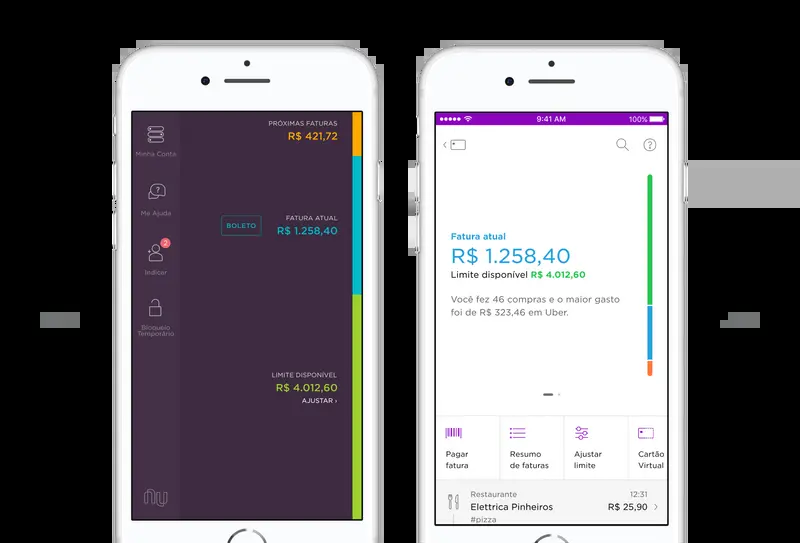 PRÓXIMAS FATURAS
R$ 421,72
Minha Conta
Me Ajuda
BOLETO
FATURA ATUAL
R$ 1.258,40
2
Indicar
Bloqueio
Temporário
LIMITE DISPONÍVEL
R$ 4.012,60
AJUSTAR ›
nu
9:41 AM
100%
Fatura atual
R$ 1.258,40
Limite disponível R$ 4.012,60
Você fez 46 compras e o maior gasto
foi de R$ 323,46 em Uber.
Pagar
fatura
Resumo
de faturas
Ajustar
limite
Cartão
Virtual
Restaurante
12:31
Elettrica Pinheiros
R$ 25,90
#pizza